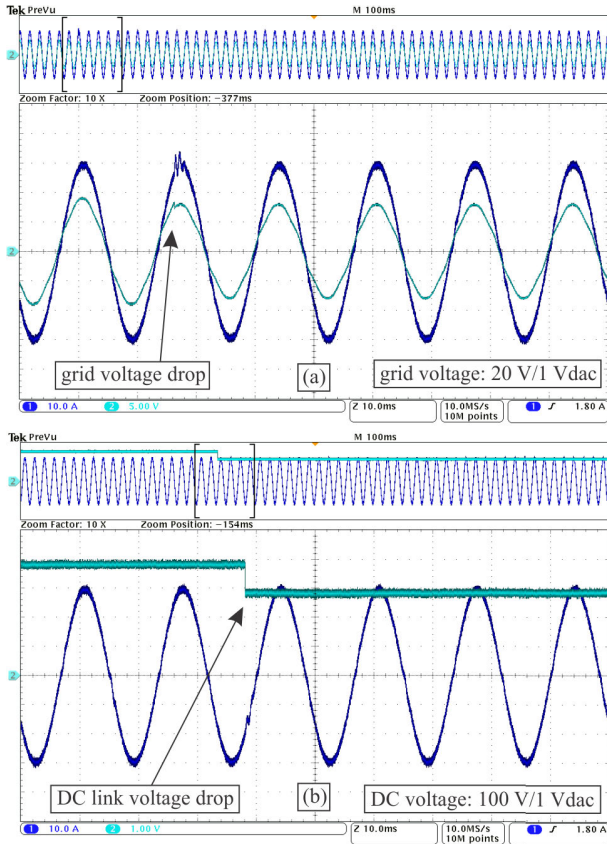 Tek PreVu M 100ms
2
Zoom Factor: 10 X Zoom Position: −377ms
2
grid voltage drop (a) grid voltage: 20 V/1 Vdac
1 10.0 A 2 5.00 V Z 10.0ms 10.0MS/s 1 1.80 A
10M points
Tek PreVu M 100ms
2
Zoom Factor: 10 X Zoom Position: −154ms
2
DC link voltage drop (b) DC voltage: 100 V/1 Vdac
1 10.0 A 2 1.00 V Z 10.0ms 10.0MS/s 1 1.80 A
10M points